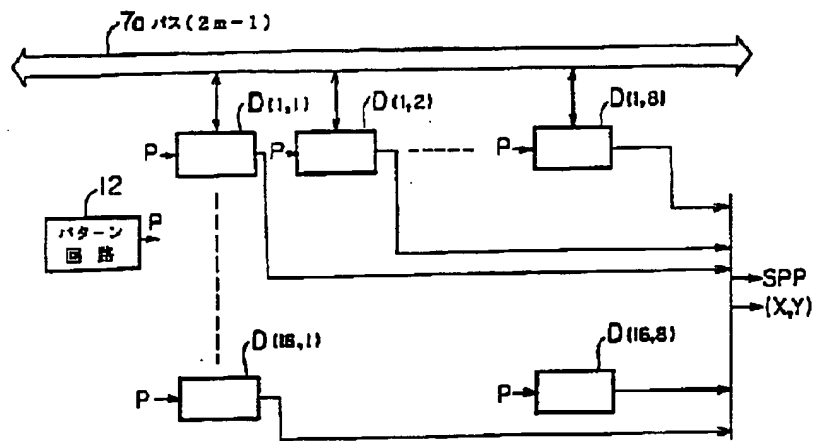 7a バス(2m-1)
D(1,1)
D(1,2)
D(1,8)
P
P
P
12
パターン
回路
P
SPP
(X,Y)
D(16,1)
D(16,8)
P
P